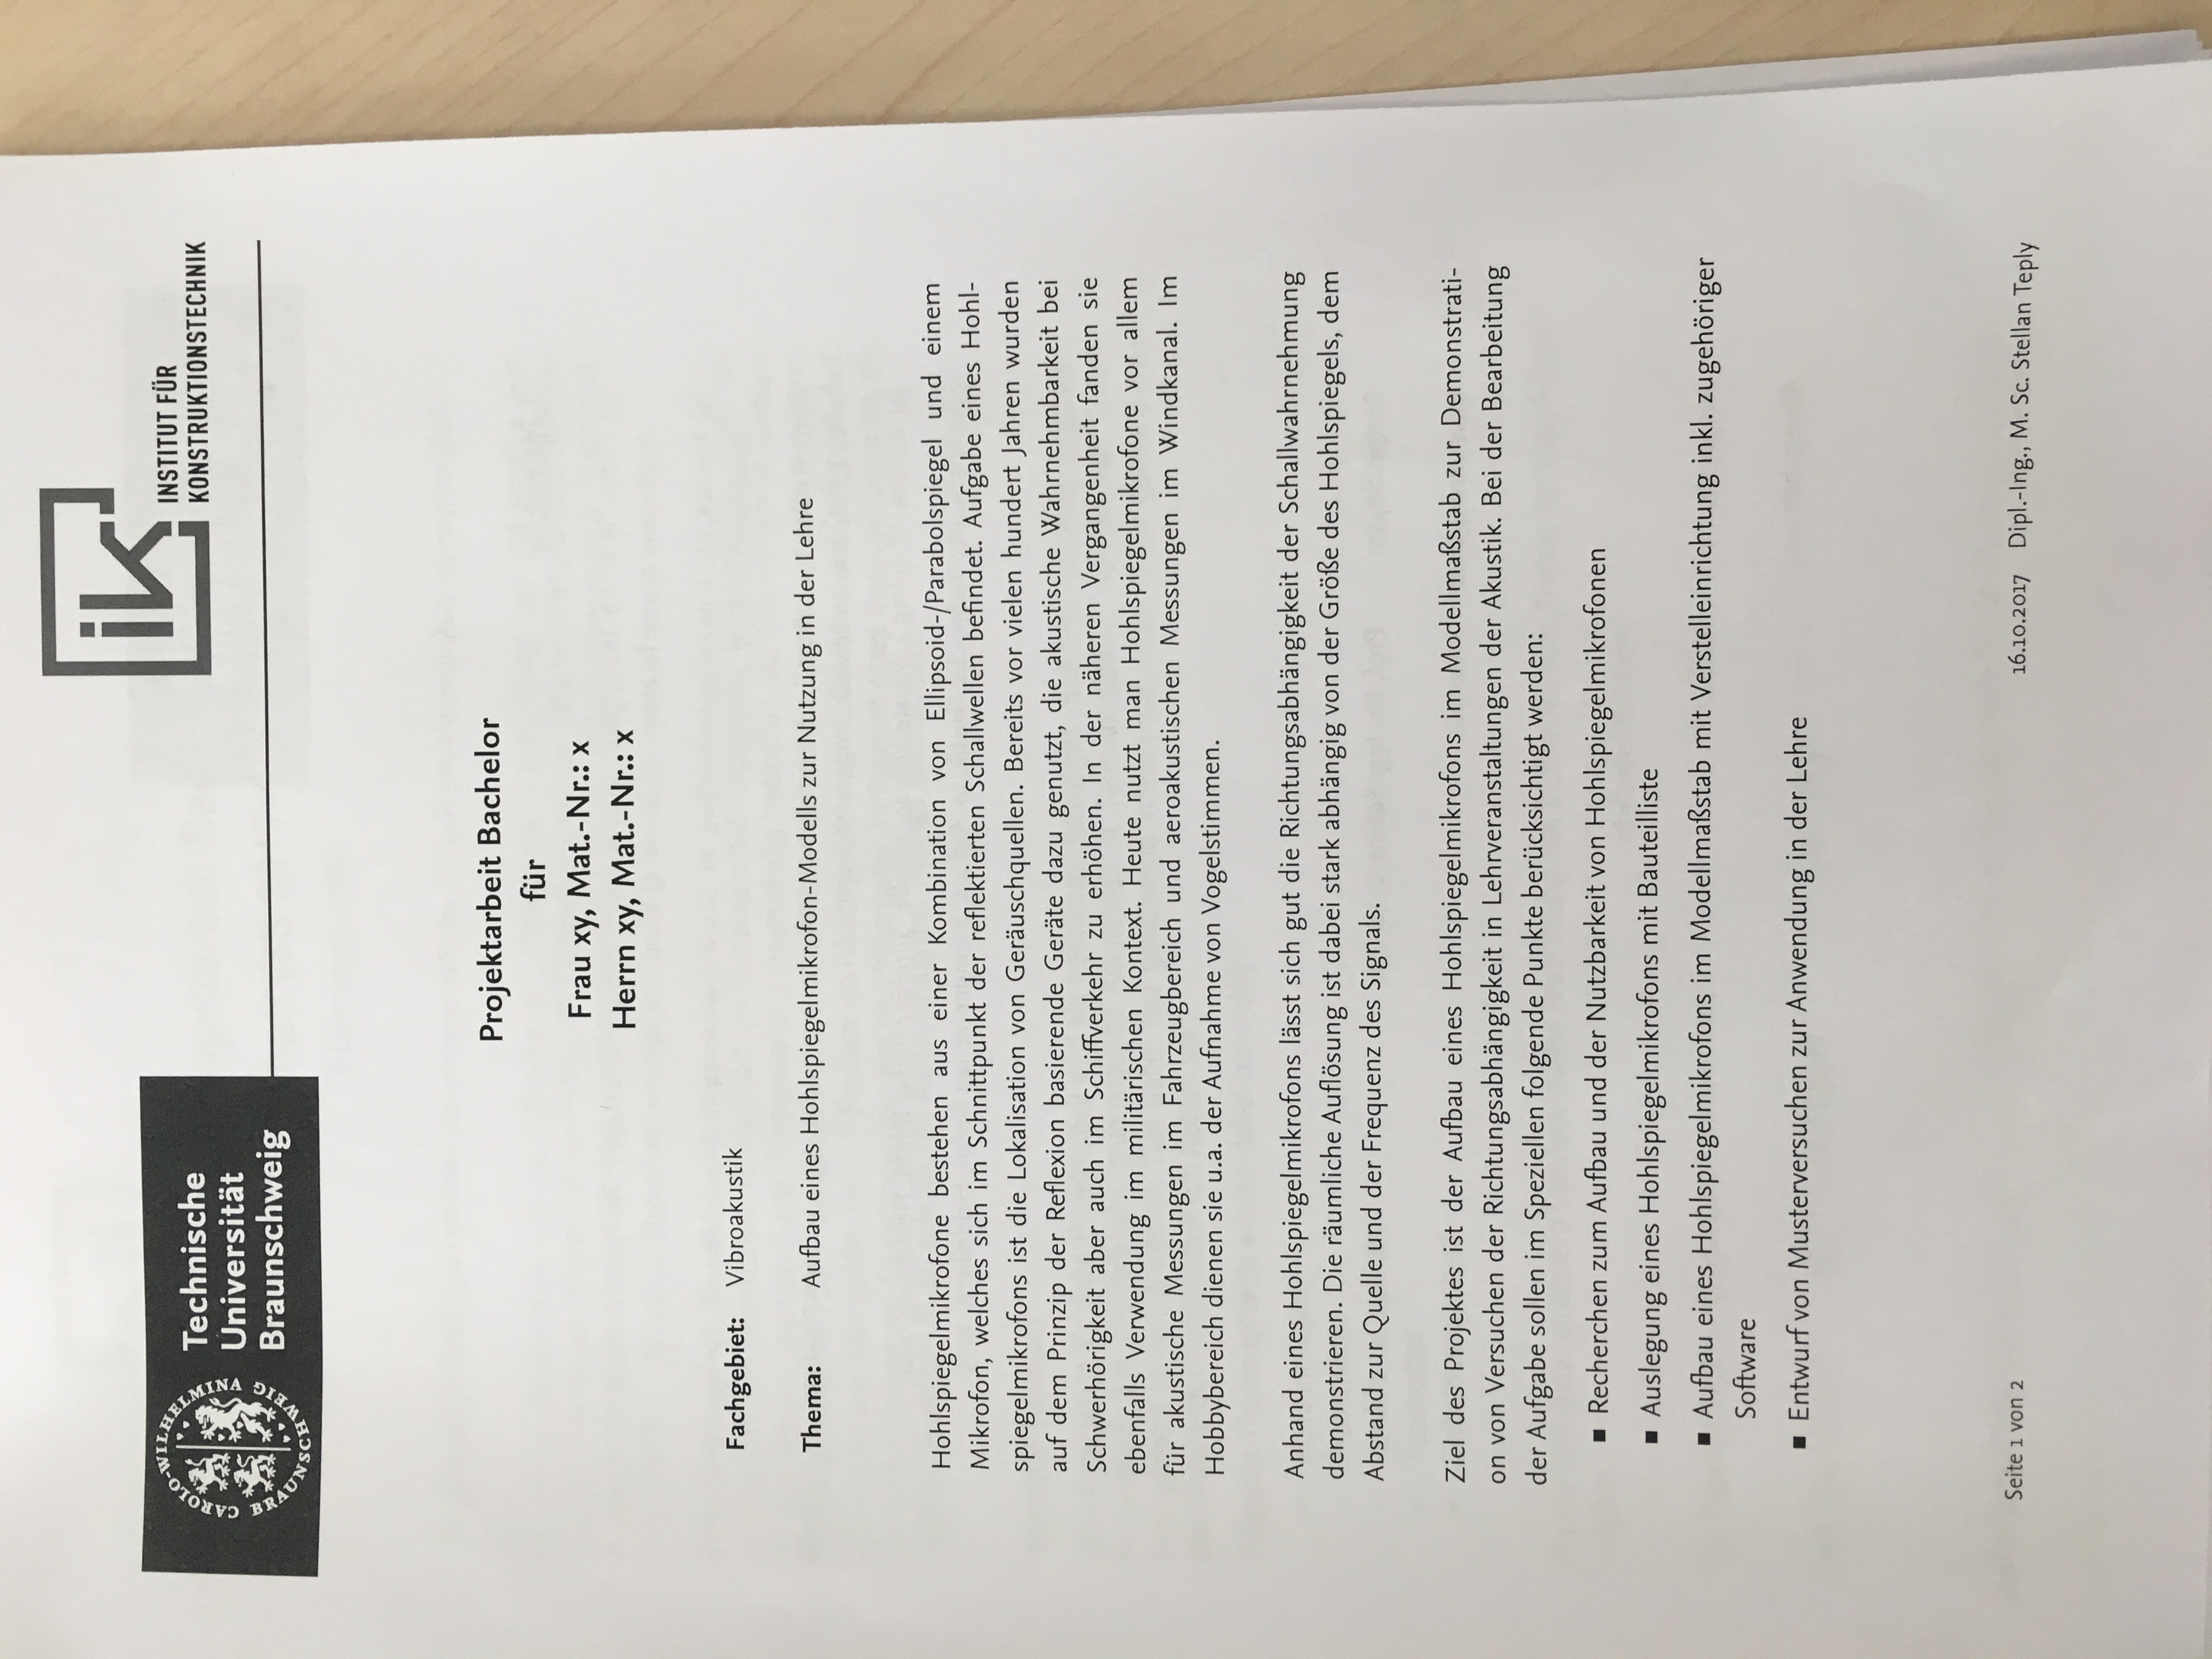 CAROLO-WILHELMINA
BRAUNSCHWEIG
Technische
Universität
Braunschweig
ik
INSTITUT FÜR
KONSTRUKTIONSTECHNIK
Projektarbeit Bachelor
für
Frau xy, Mat.-Nr.: x
Herrn xy, Mat.-Nr.: x
Fachgebiet: Vibroakustik
Thema: Aufbau eines Hohlspiegelmikrofon-Modells zur Nutzung in der Lehre
Hohlspiegelmikrofone bestehen aus einer Kombination von Ellipsoid-/Parabolspiegel und einem
Mikrofon, welches sich im Schnittpunkt der reflektierten Schallwellen befindet. Aufgabe eines Hohl-
spiegelmikrofons ist die Lokalisation von Geräuschquellen. Bereits vor vielen hundert Jahren wurden
auf dem Prinzip der Reflexion basierende Geräte dazu genutzt, die akustische Wahrnehmbarkeit bei
Schwerhörigkeit aber auch im Schiffverkehr zu erhöhen. In der näheren Vergangenheit fanden sie
ebenfalls Verwendung im militärischen Kontext. Heute nutzt man Hohlspiegelmikrofone vor allem
für akustische Messungen im Fahrzeugbereich und aeroakustischen Messungen im Windkanal. Im
Hobbybereich dienen sie u.a. der Aufnahme von Vogelstimmen.
Anhand eines Hohlspiegelmikrofons lässt sich gut die Richtungsabhängigkeit der Schallwahrnehmung
demonstrieren. Die räumliche Auflösung ist dabei stark abhängig von der Größe des Hohlspiegels, dem
Abstand zur Quelle und der Frequenz des Signals.
Ziel des Projektes ist der Aufbau eines Hohlspiegelmikrofons im Modellmaßstab zur Demonstrati-
on von Versuchen der Richtungsabhängigkeit in Lehrveranstaltungen der Akustik. Bei der Bearbeitung
der Aufgabe sollen im Speziellen folgende Punkte berücksichtigt werden:
■ Recherchen zum Aufbau und der Nutzbarkeit von Hohlspiegelmikrofonen
■ Auslegung eines Hohlspiegelmikrofons mit Bauteilliste
■ Aufbau eines Hohlspiegelmikrofons im Modellmaßstab mit Verstelleinrichtung inkl. zugehöriger
Software
■ Entwurf von Musterversuchen zur Anwendung in der Lehre
Seite 1 von 2 16.10.2017 Dipl.-Ing., M. Sc. Stellan Teply